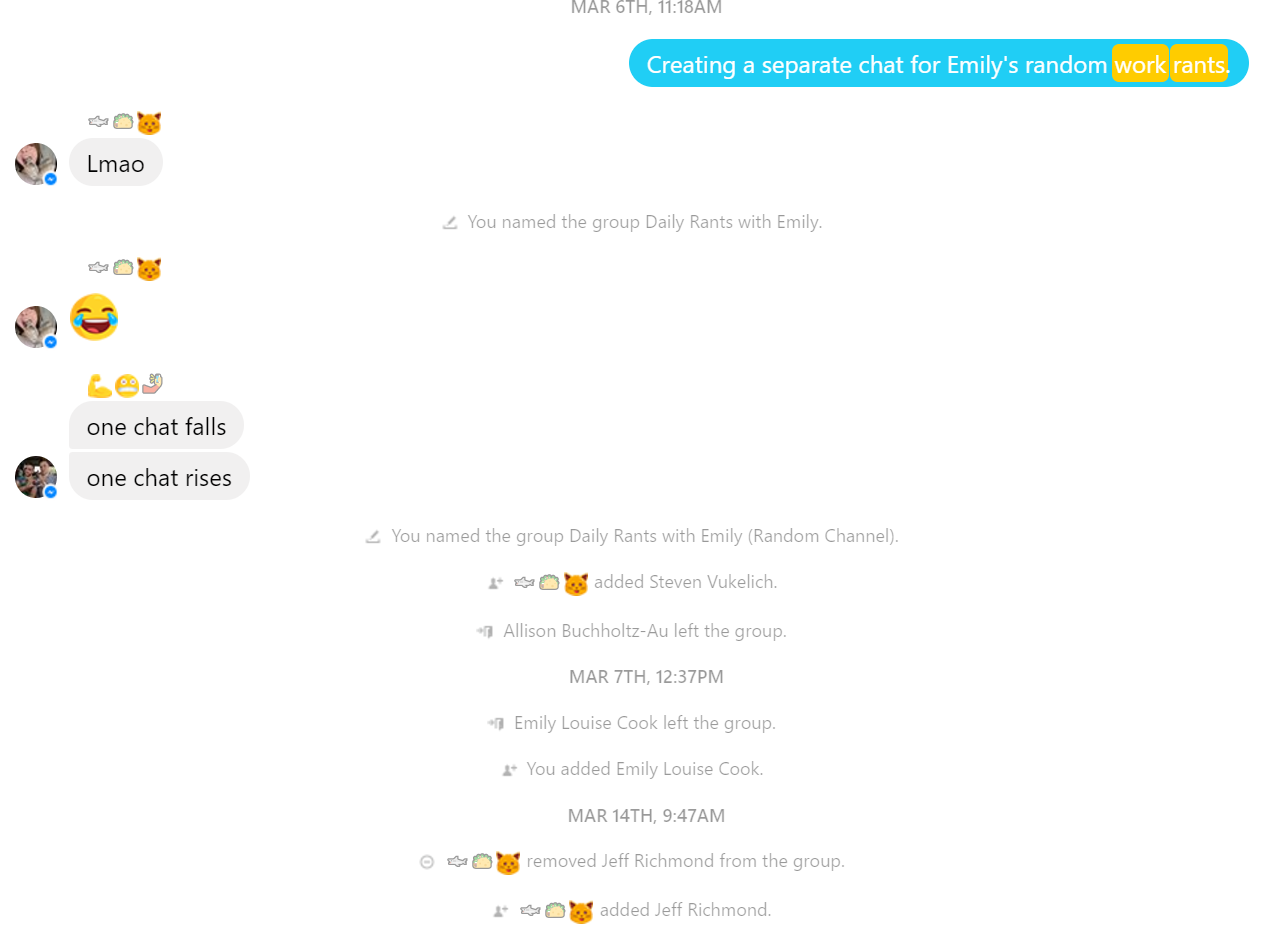 MAR 6TH, 11:18AM
Creating a separate chat for Emily's random work rants.
Lmao
You named the group Daily Rants with Emily.
one chat falls
one chat rises
You named the group Daily Rants with Emily (Random Channel).
added Steven Vukelich.
Allison Buchholtz-Au left the group.
MAR 7TH, 12:37PM
Emily Louise Cook left the group.
You added Emily Louise Cook.
MAR 14TH, 9:47AM
removed Jeff Richmond from the group.
added Jeff Richmond.